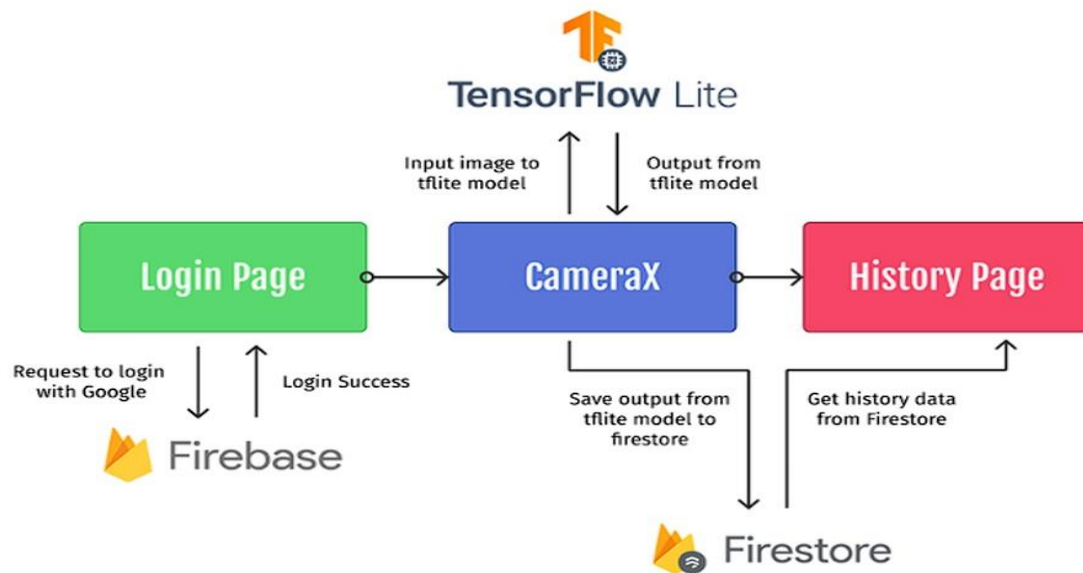 TensorFlow Lite
Input image to
tflite model
Output from
tflite model
Login Page
CameraX
History Page
Request to login
with Google
Login Success
Firebase
Save output from
tflite model to
firestore
Get history data
from Firestore
Firestore